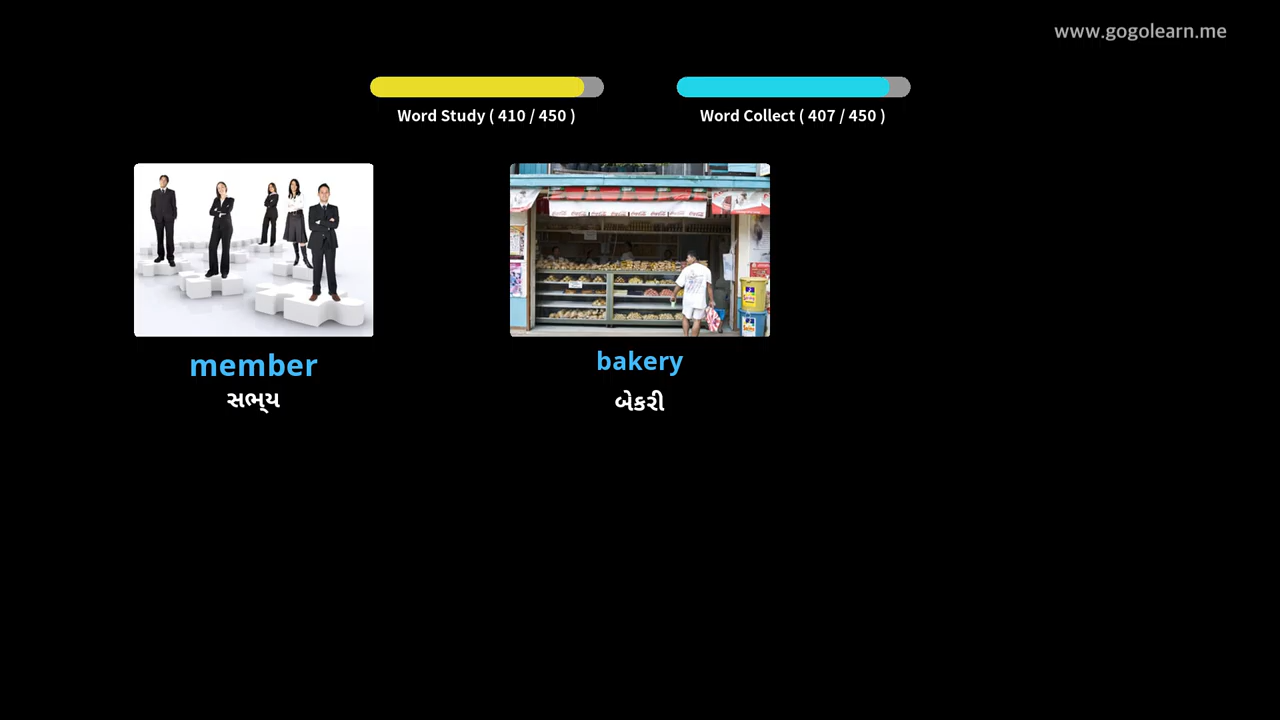 www.gogolearn.me
Word Study ( 410 / 450 )
Word Collect ( 407 / 450 )
member
સભ્ય
bakery
બેકરી